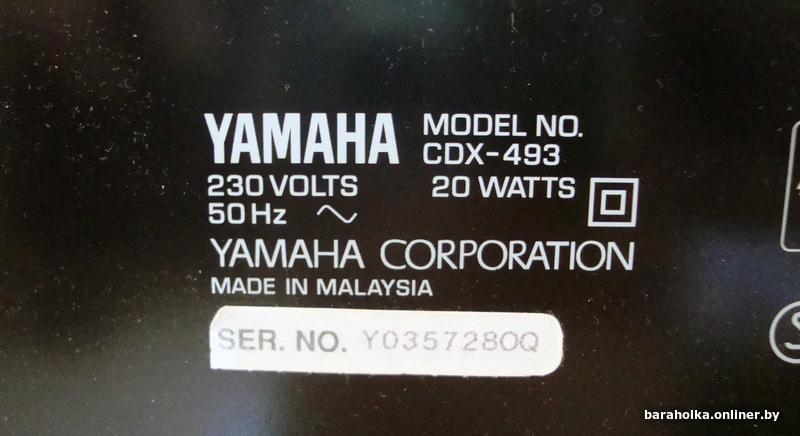 YAMAHA MODEL NO.
CDX-493
230 VOLTS 20 WATTS
50 Hz
YAMAHA CORPORATION
MADE IN MALAYSIA
SER. NO. Y035728OQ
baraholka.onliner.by